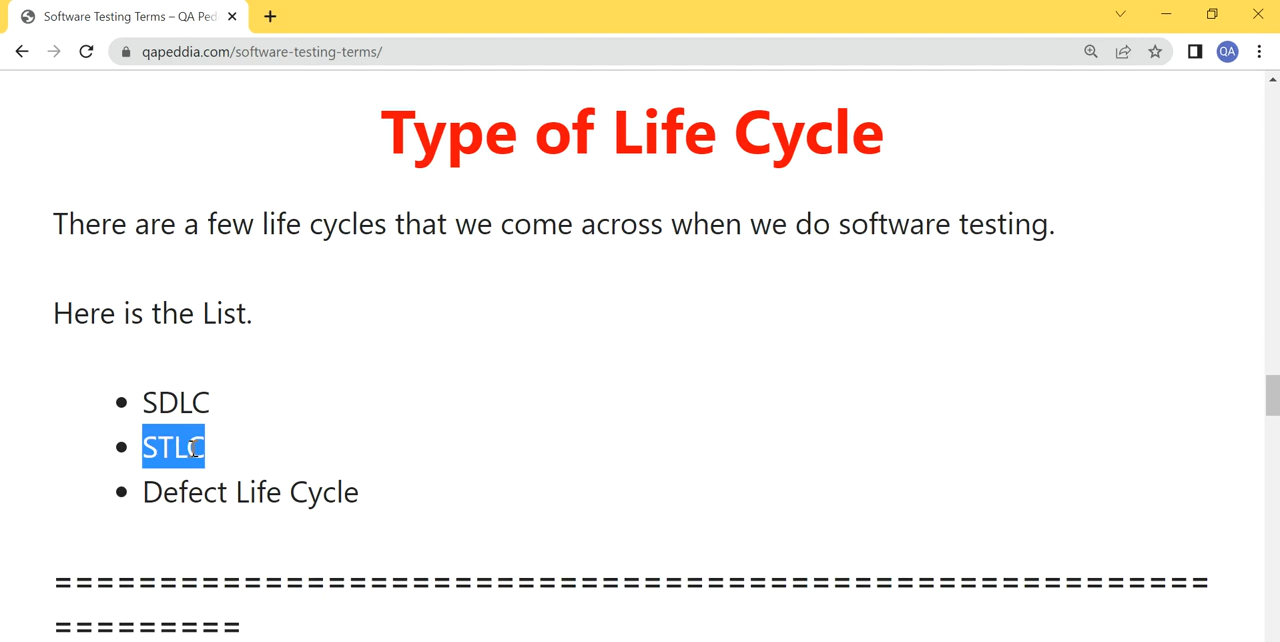 Software Testing Terms – QA Ped
qapeddia.com/software-testing-terms/
QA
Type of Life Cycle
There are a few life cycles that we come across when we do software testing.
Here is the List.
• SDLC
• STLC
• Defect Life Cycle
=======================================================
=========